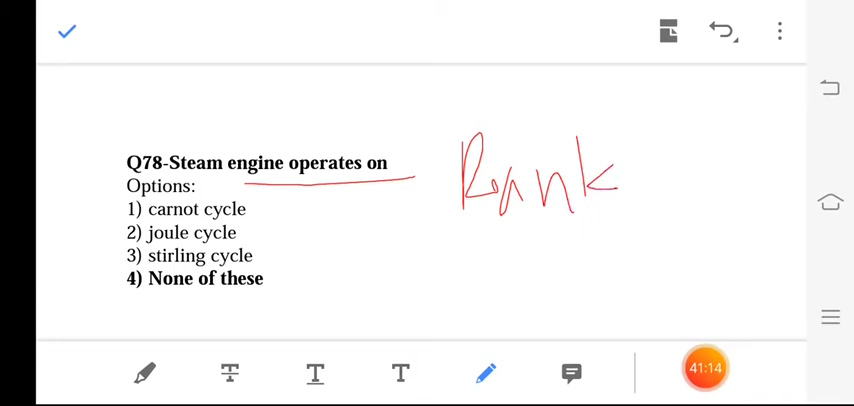 Q78-Steam engine operates on
Rank
Options:
1) carnot cycle
2) joule cycle
3) stirling cycle
4) None of these
T
T
T
41:14